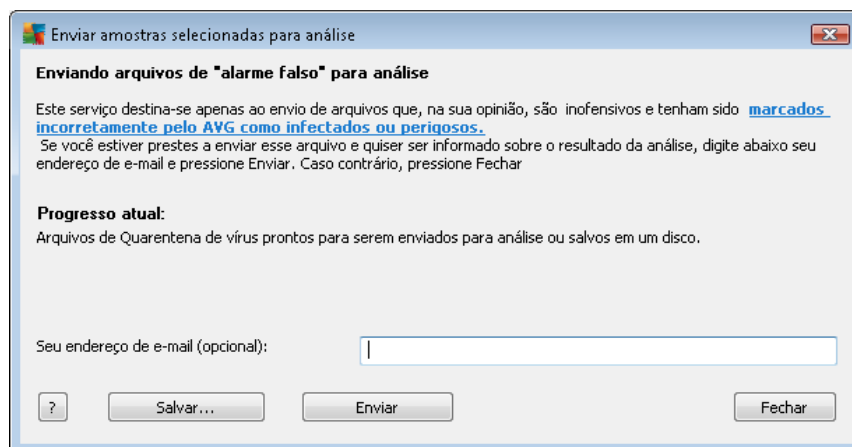 Enviar amostras selecionadas para análise
Enviando arquivos de "alarme falso" para análise
Este serviço destina-se apenas ao envio de arquivos que, na sua opinião, são inofensivos e tenham sido marcados
incorretamente pelo AVG como infectados ou perigosos.
Se você estiver prestes a enviar esse arquivo e quiser ser informado sobre o resultado da análise, digite abaixo seu
endereço de e-mail e pressione Enviar. Caso contrário, pressione Fechar
Progresso atual:
Arquivos de Quarentena de vírus prontos para serem enviados para análise ou salvos em um disco.
Seu endereço de e-mail (opcional):
? Salvar... Enviar Fechar